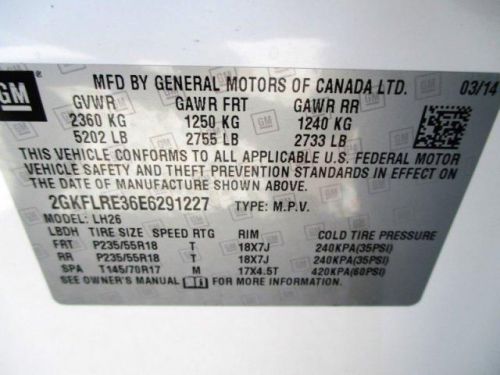 GM
MFD BY GENERAL MOTORS OF CANADA LTD. 03/14
GVWR GAWR FRT GAWR RR
2360 KG 1250 KG 1240 KG
5202 LB 2755 LB 2733 LB
THIS VEHICLE CONFORMS TO ALL APPLICABLE U.S. FEDERAL MOTOR
VEHICLE SAFETY AND THEFT PREVENTION STANDARDS IN EFFECT ON
THE DATE OF MANUFACTURE SHOWN ABOVE.
2GKFLRE36E6291227 TYPE: M.P.V.
MODEL: LH26
LBDH TIRE SIZE SPEED RTG RIM COLD TIRE PRESSURE
FRT P235/55R18 T 18X7J 240KPA(35PSI)
RR P235/55R18 T 18X7J 240KPA(35PSI)
SPA T145/70R17 M 17X4.5T 420KPA(60PSI)
SEE OWNER'S MANUAL FOR MORE INFORMATION.